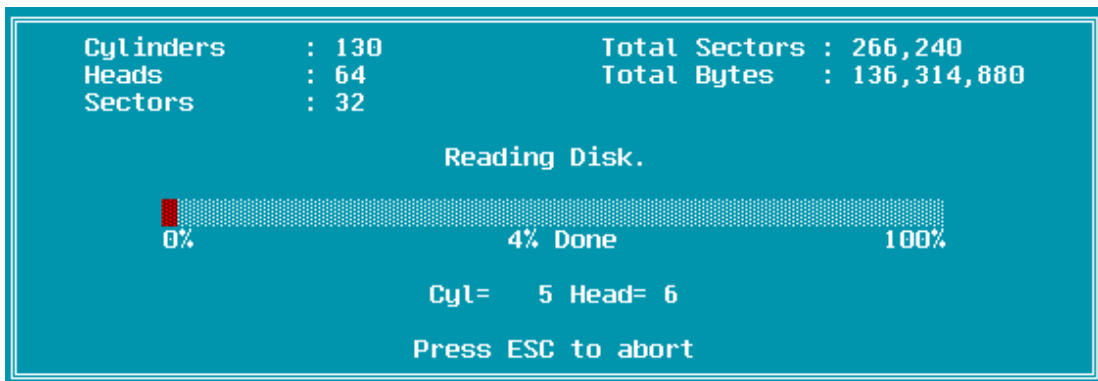 Cylinders : 130 Total Sectors : 266,240
Heads : 64 Total Bytes : 136,314,880
Sectors : 32
Reading Disk.
0% 4% Done 100%
Cyl= 5 Head= 6
Press ESC to abort